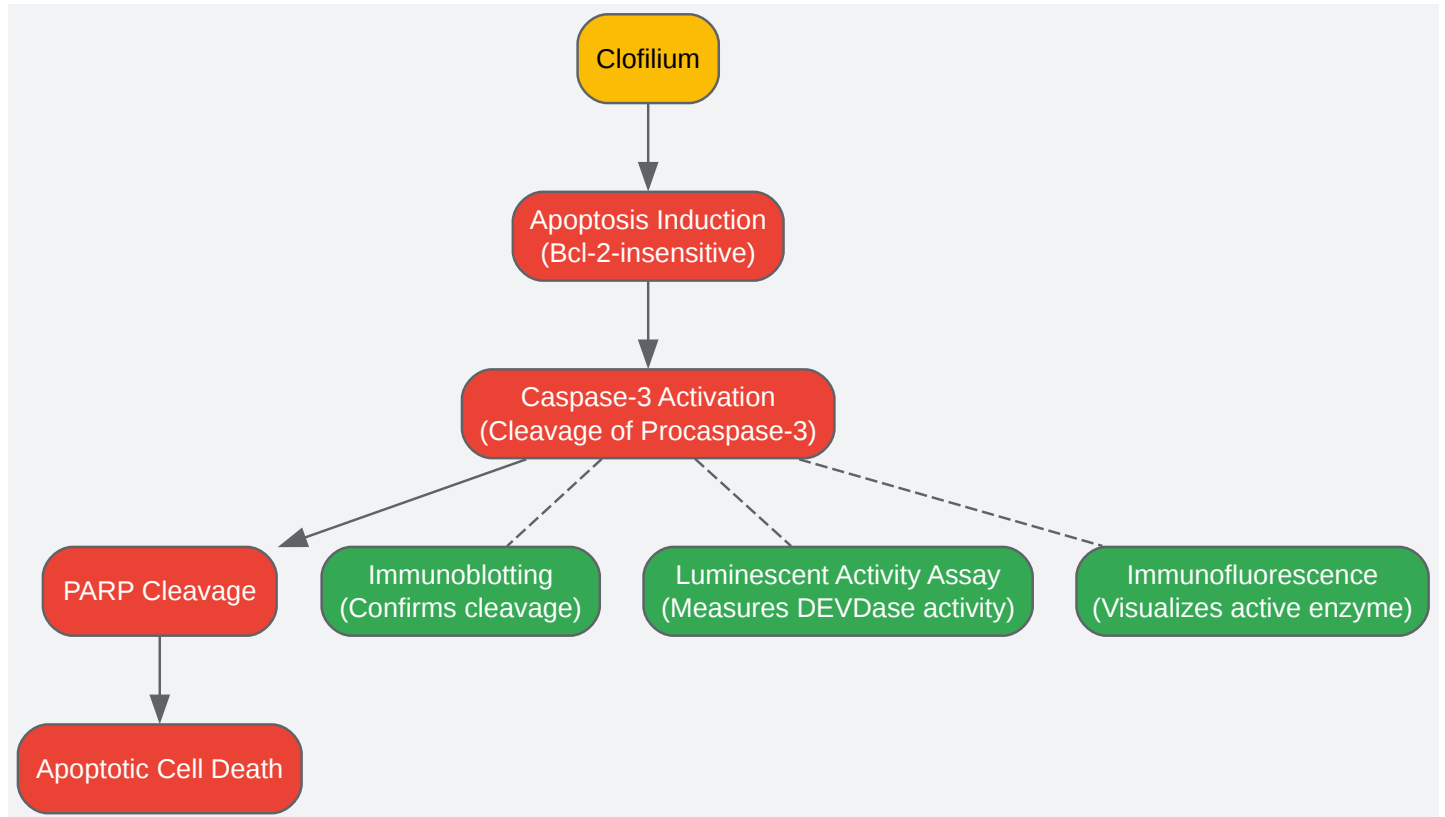 Clofilium
Apoptosis Induction
(Bcl-2-insensitive)
Caspase-3 Activation
(Cleavage of Procaspase-3)
PARP Cleavage
Immunoblotting
(Confirms cleavage)
Luminescent Activity Assay
(Measures DEVDase activity)
Immunofluorescence
(Visualizes active enzyme)
Apoptotic Cell Death